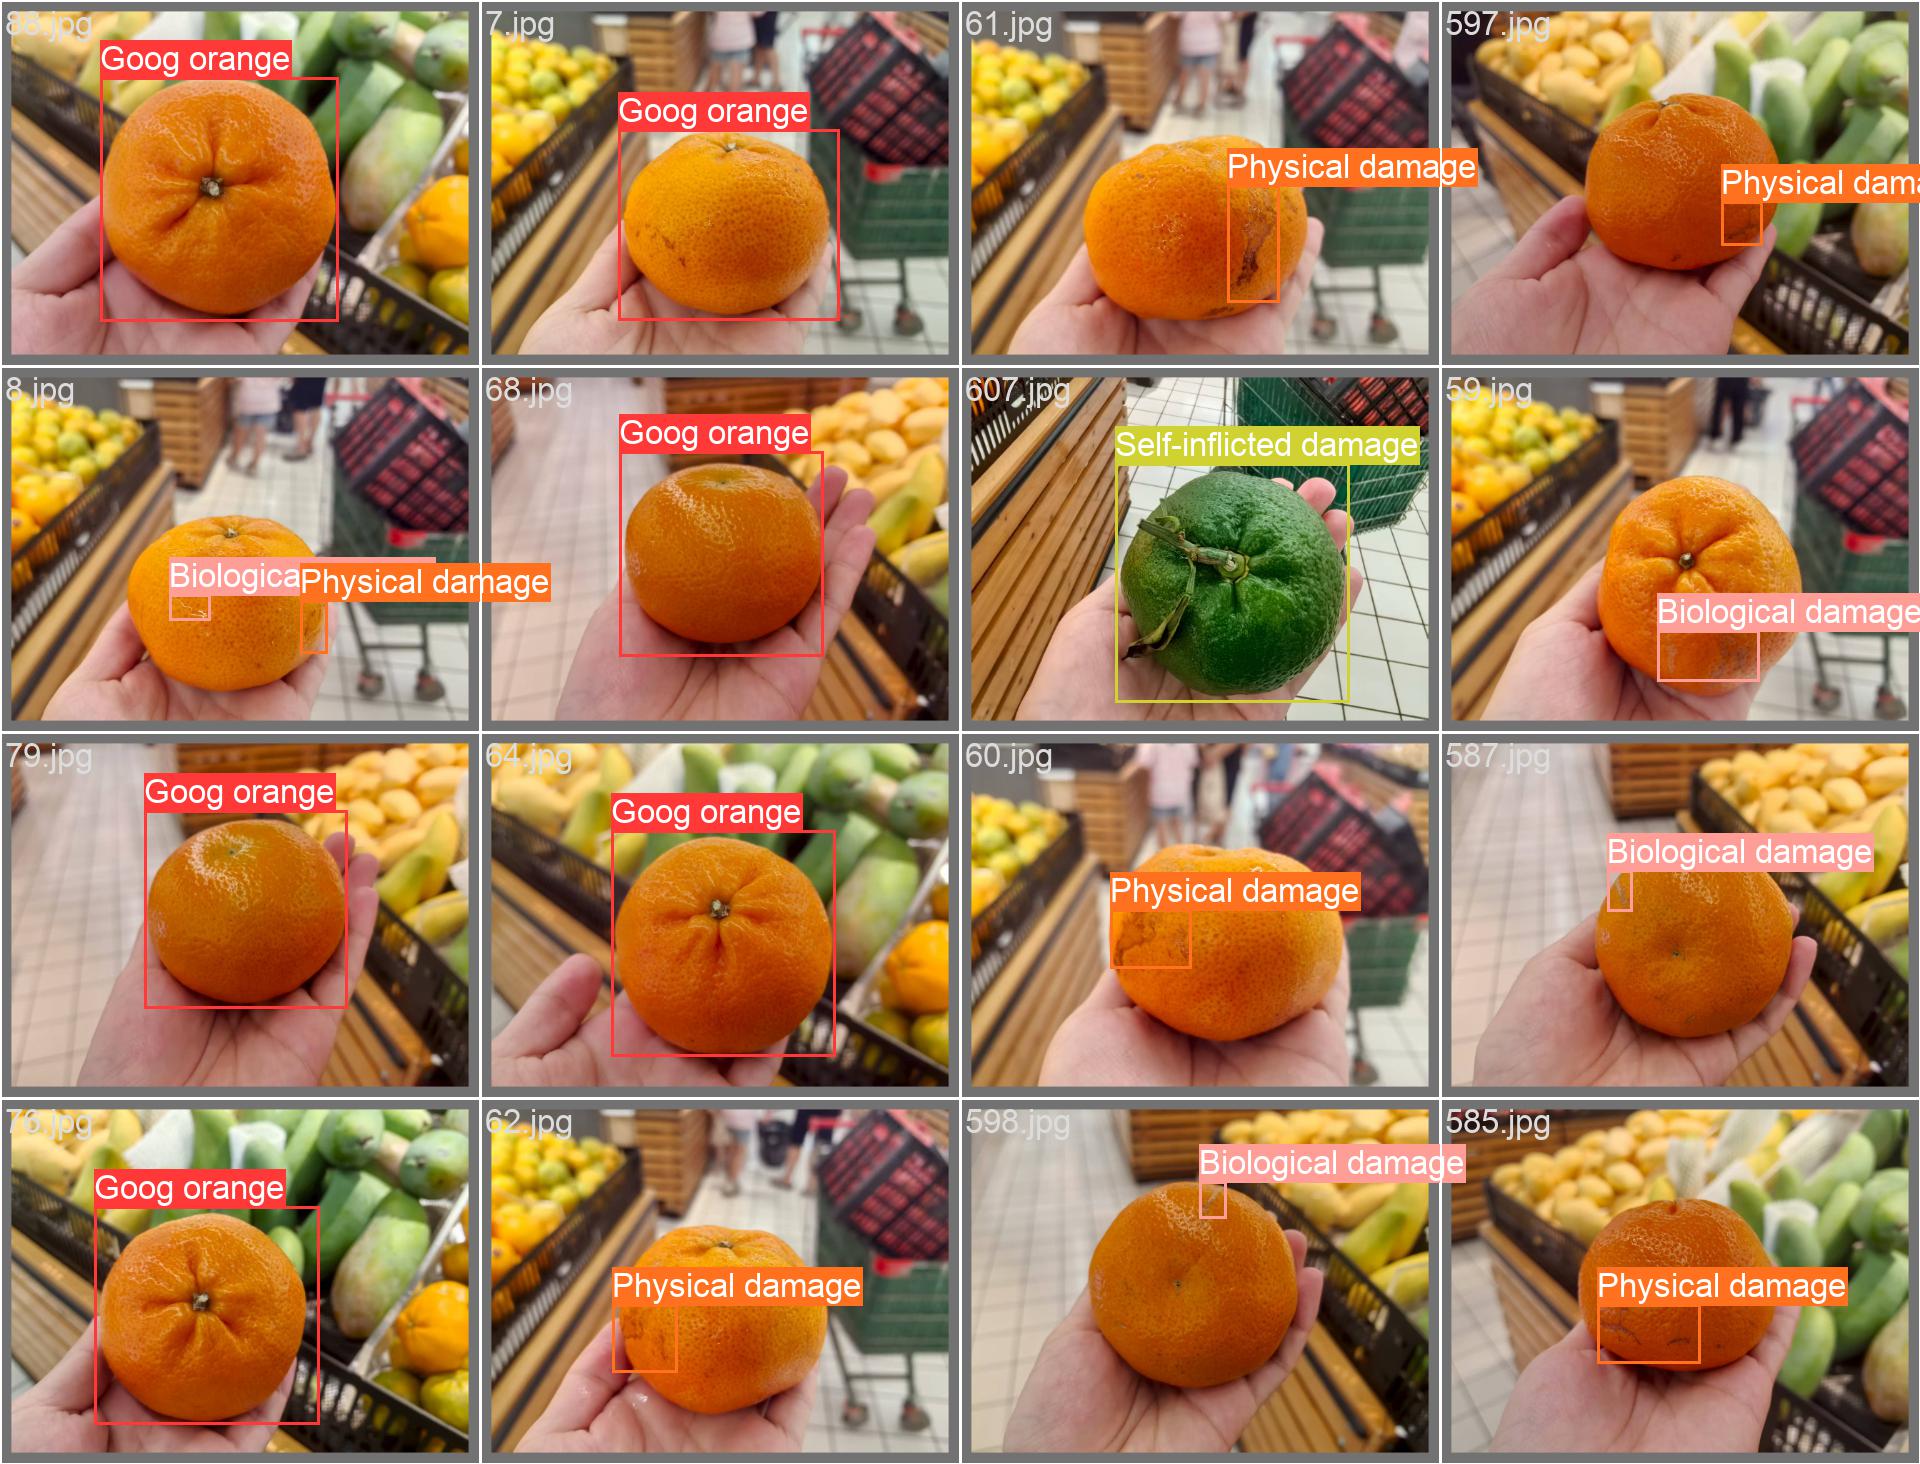 88.jpg
Goog orange
7.jpg
Goog orange
61.jpg
Physical damage
597.jpg
Physical dama
8.jpg
Biologica
Physical damage
68.jpg
Goog orange
607.jpg
Self-inflicted damage
59.jpg
Biological damage
79.jpg
Goog orange
64.jpg
Goog orange
60.jpg
Physical damage
587.jpg
Biological damage
76.jpg
Goog orange
62.jpg
Physical damage
598.jpg
Biological damage
585.jpg
Physical damage